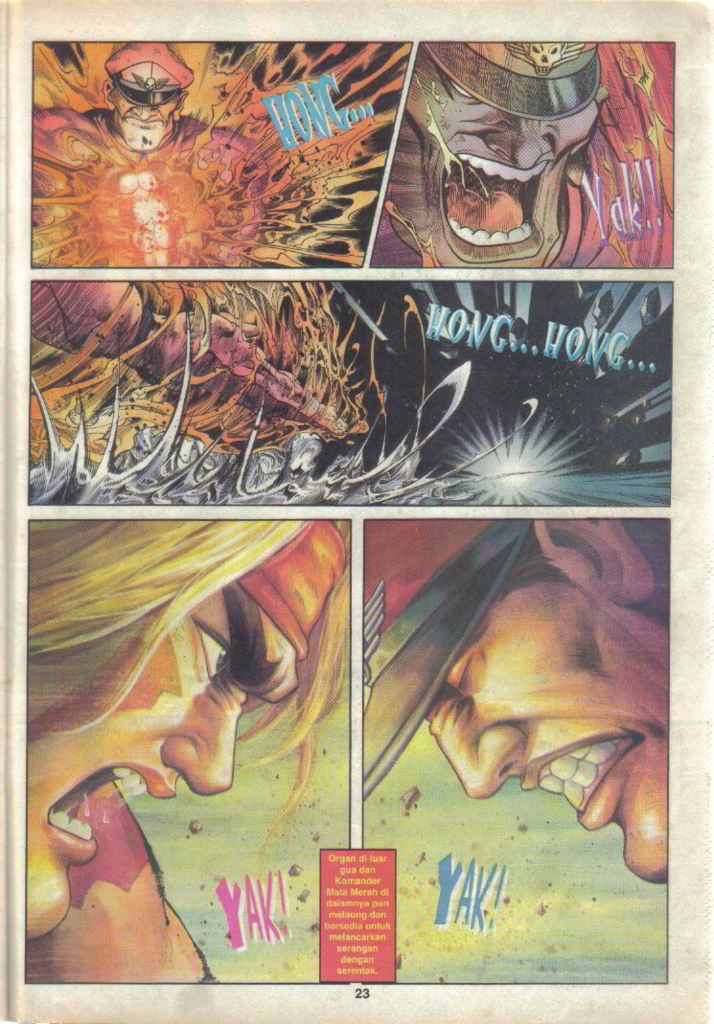 HONG....
Yak!!
HONG...HONG...
YAK!
Organ di luar
gua dan
Komander
Mata Merah di
dalamnya pun
melaung dan
bersedia untuk
melancarkan
serangan
dengan
serentak.
YAK!
23